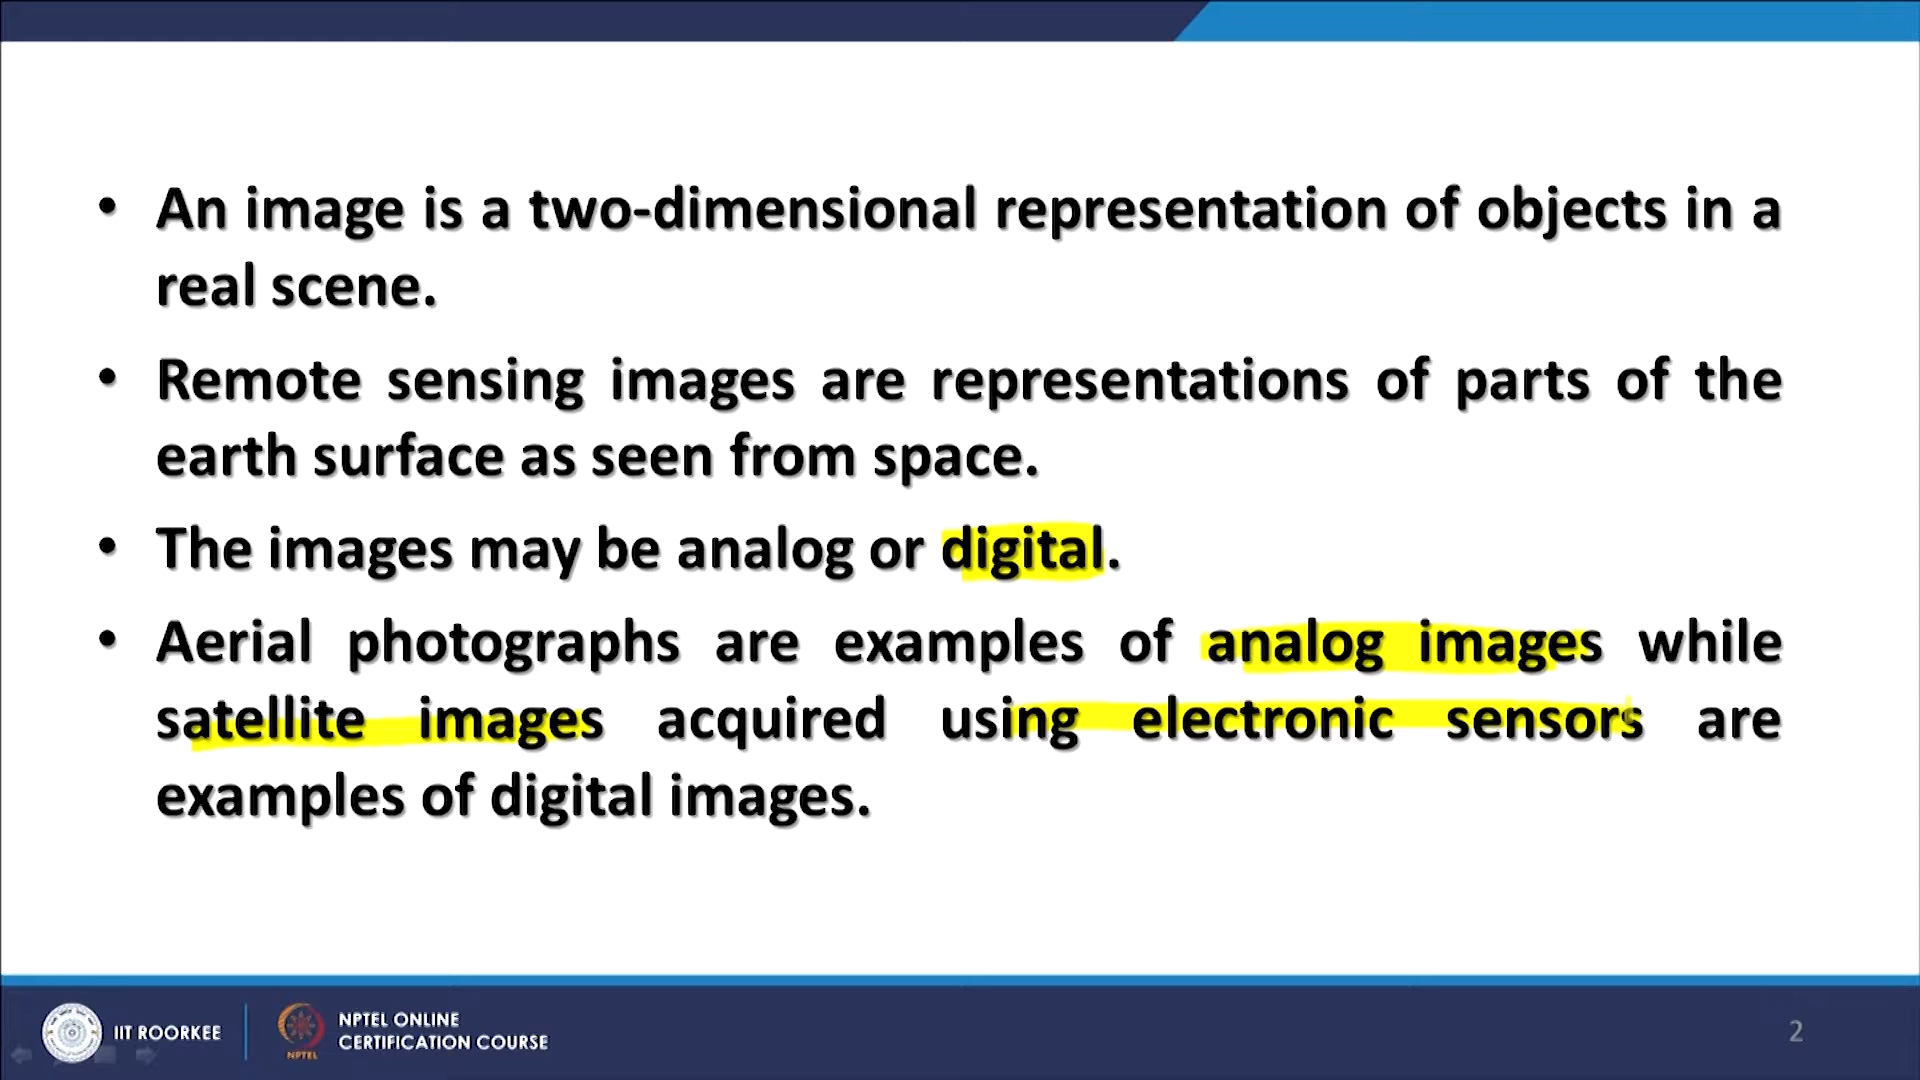 • An image is a two-dimensional representation of objects in a
real scene.
• Remote sensing images are representations of parts of the
earth surface as seen from space.
• The images may be analog or digital.
• Aerial photographs are examples of analog images while
satellite images acquired using electronic sensors are
examples of digital images.
IIT ROORKEE
NPTEL
NPTEL ONLINE
CERTIFICATION COURSE
2